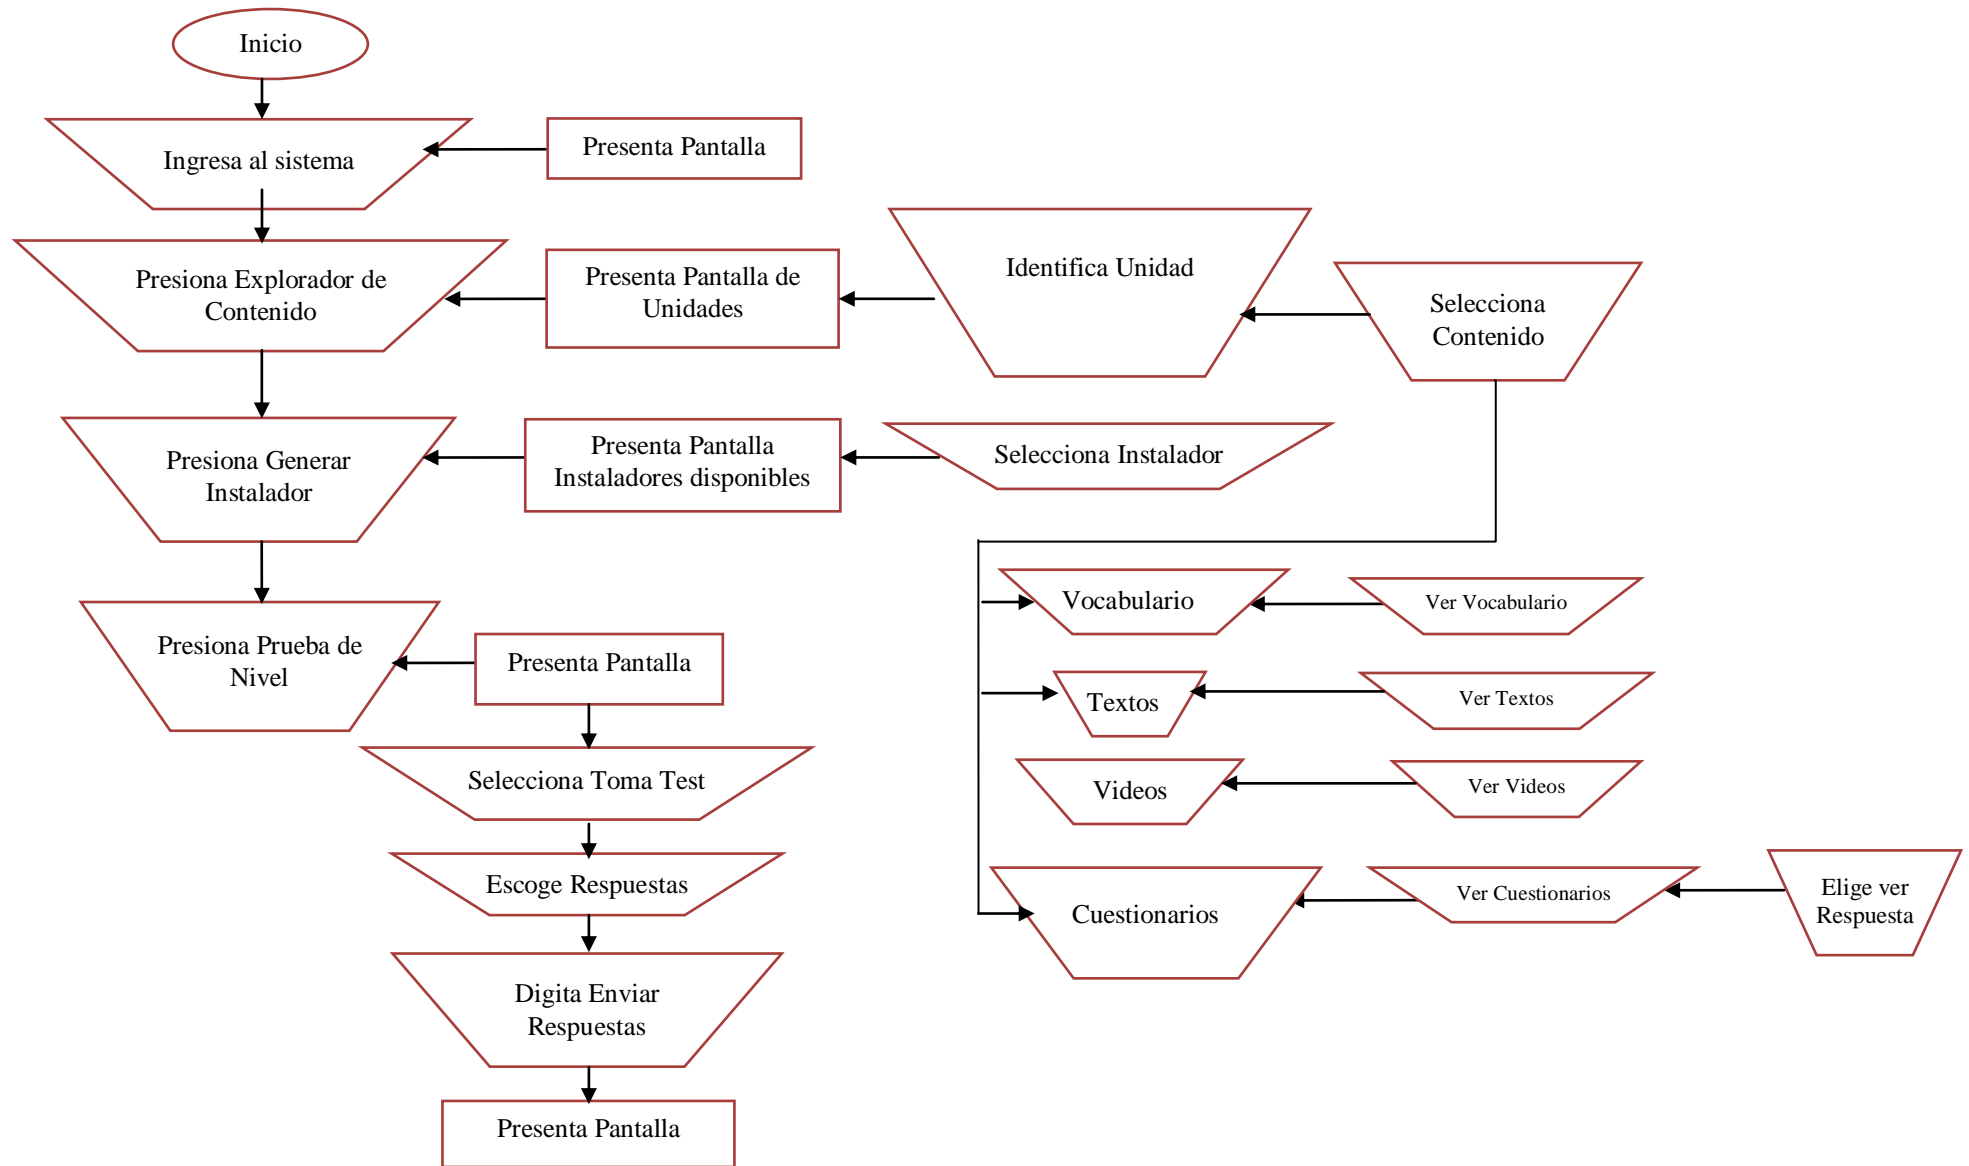 Inicio
Ingresa al sistema
Presenta Pantalla
Presiona Explorador de
Contenido
Presenta Pantalla de
Unidades
Identifica Unidad
Selecciona
Contenido
Presiona Generar
Instalador
Presenta Pantalla
Instaladores disponibles
Selecciona Instalador
Vocabulario
Ver Vocabulario
Presiona Prueba de
Nivel
Presenta Pantalla
Textos
Ver Textos
Selecciona Toma Test
Videos
Ver Videos
Escoge Respuestas
Cuestionarios
Ver Cuestionarios
Elige ver
Respuesta
Digita Enviar
Respuestas
Presenta Pantalla